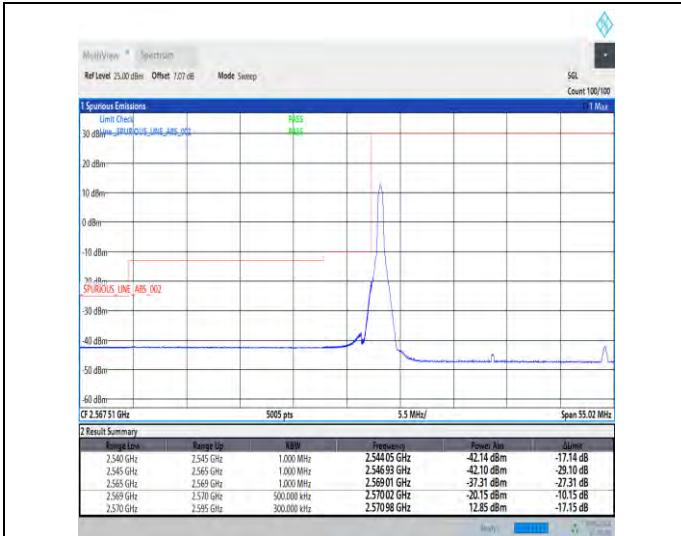 MultiView Spectrum
Ref Level 25.00 dBm Offset 7.07 dB Mode Sweep SGL
Count 100/100
1 Spurious Emissions 1 Max
Limit Check PASS
30 dBm Line _SPURIOUS_LINE_ABS_002 PASS
20 dBm
10 dBm
0 dBm
-10 dBm
-20 dBm
_SPURIOUS_LINE_ABS_002
-30 dBm
-40 dBm
-50 dBm
-60 dBm
CF 2.567 51 GHz 5005 pts 5.5 MHz/ Span 55.02 MHz
2 Result Summary
Range Low Range Up RBW Frequency Power Abs ΔLimit
2.540 GHz 2.545 GHz 1.000 MHz 2.544 05 GHz -42.14 dBm -17.14 dB
2.545 GHz 2.565 GHz 1.000 MHz 2.546 93 GHz -42.10 dBm -29.10 dB
2.565 GHz 2.569 GHz 1.000 MHz 2.569 01 GHz -37.31 dBm -27.31 dB
2.569 GHz 2.570 GHz 500.000 kHz 2.570 02 GHz -20.15 dBm -10.15 dB
2.570 GHz 2.595 GHz 300.000 kHz 2.570 98 GHz 12.85 dBm -17.15 dB
Ready